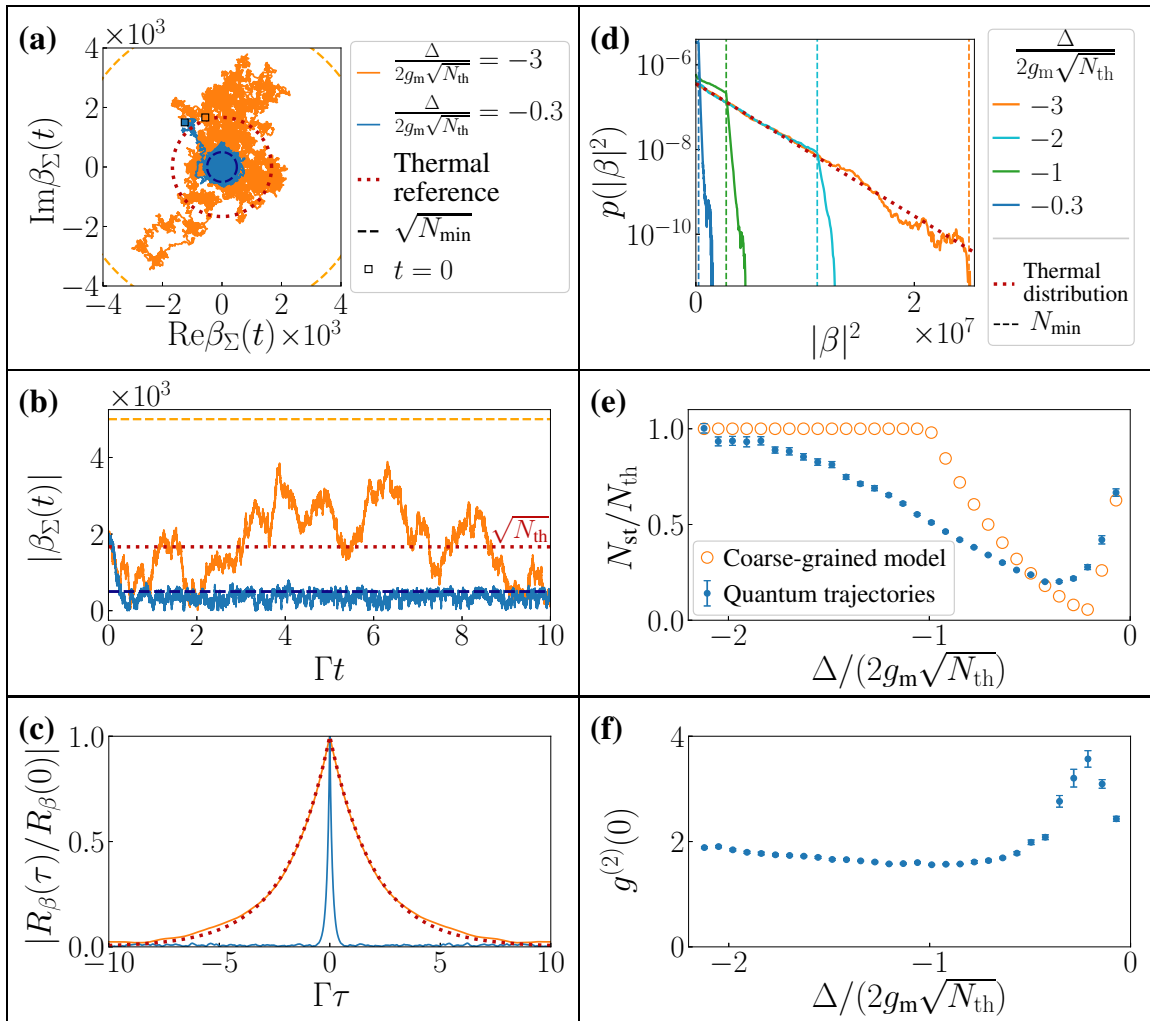 (a)
×10³
4
2
0
−2
−4
−4 −2 0 2 4
Imβ_Σ(t)
Reβ_Σ(t) ×10³
Δ/(2g_m√N_th) = −3
Δ/(2g_m√N_th) = −0.3
Thermal
reference
√N_min
t = 0
(b)
×10³
4
2
0
|β_Σ(t)|
√N_th
0 2 4 6 8 10
Γt
(c)
1.0
0.5
0.0
|R_β(τ)/R_β(0)|
−10 −5 0 5 10
Γτ
(d)
10⁻⁶
10⁻⁸
10⁻¹⁰
p(|β|²)
0 2
×10⁷
|β|²
Δ/(2g_m√N_th)
−3
−2
−1
−0.3
Thermal
distribution
N_min
(e)
1.0
0.5
0.0
N_st/N_th
Coarse-grained model
Quantum trajectories
−2 −1 0
Δ/(2g_m√N_th)
(f)
4
2
0
g⁽²⁾(0)
−2 −1 0
Δ/(2g_m√N_th)